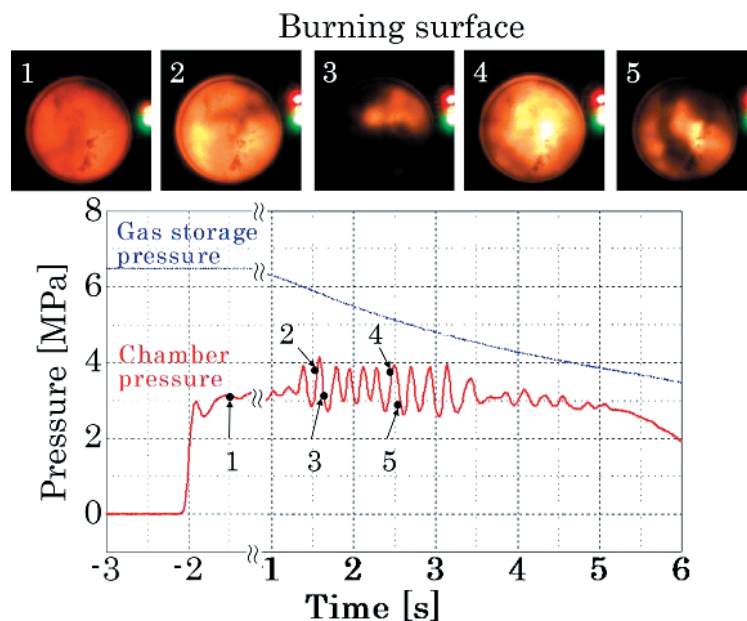 Burning surface
1 2 3 4 5
8
Gas storage
pressure
6
Chamber
pressure
2 4
4
2
1 3 5
0
Pressure [MPa]
-3 -2 1 2 3 4 5 6
Time [s]